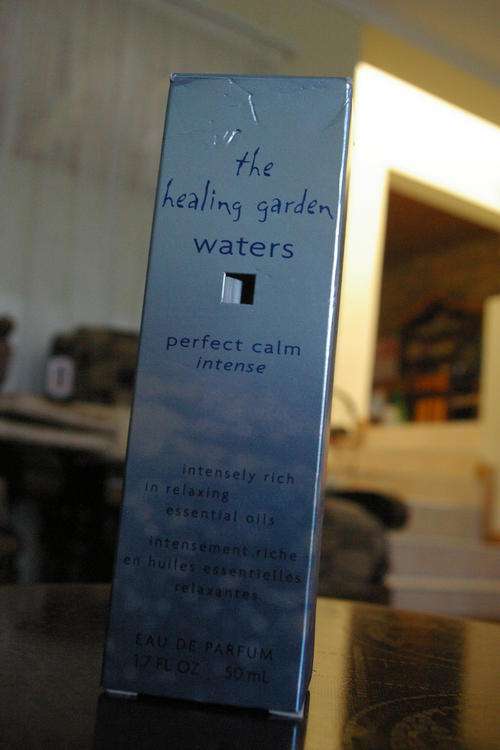 the
healing garden
waters
perfect calm
intense
intensely rich
in relaxing
essential oils
intensement riche
en huiles essentielles
relaxantes
EAU DE PARFUM
1.7 FL OZ 50 mL